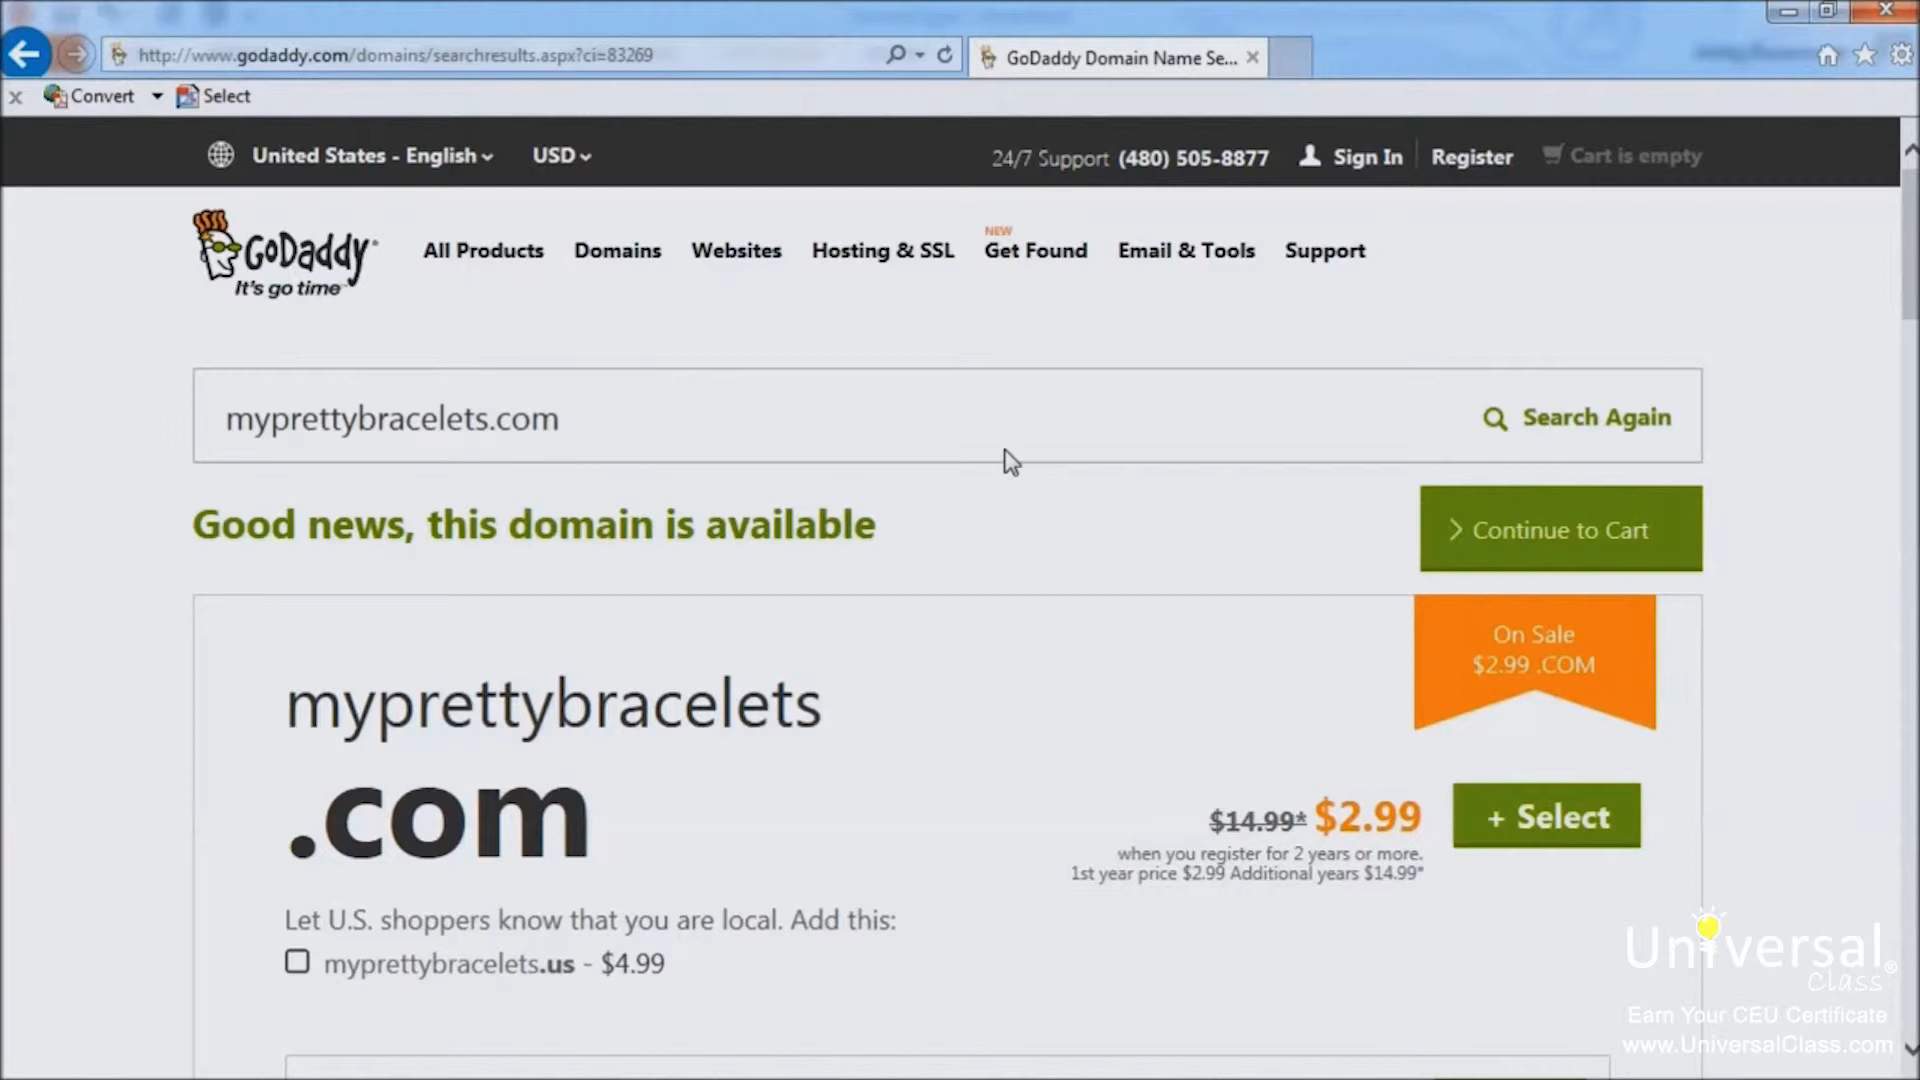 http://www.godaddy.com/domains/searchresults.aspx?ci=83269
GoDaddy Domain Name Se...
Convert
Select
United States - English
USD
24/7 Support (480) 505-8877
Sign In
Register
Cart is empty
GoDaddy
It's go time
All Products
Domains
Websites
Hosting & SSL
NEW
Get Found
Email & Tools
Support
myprettybracelets.com
Search Again
Good news, this domain is available
> Continue to Cart
On Sale
$2.99 .COM
myprettybracelets
.com
$14.99* $2.99
+ Select
when you register for 2 years or more.
1st year price $2.99 Additional years $14.99*
Let U.S. shoppers know that you are local. Add this:
myprettybracelets.us - $4.99
Universal
Class®
Earn Your CEU Certificate
www.UniversalClass.com